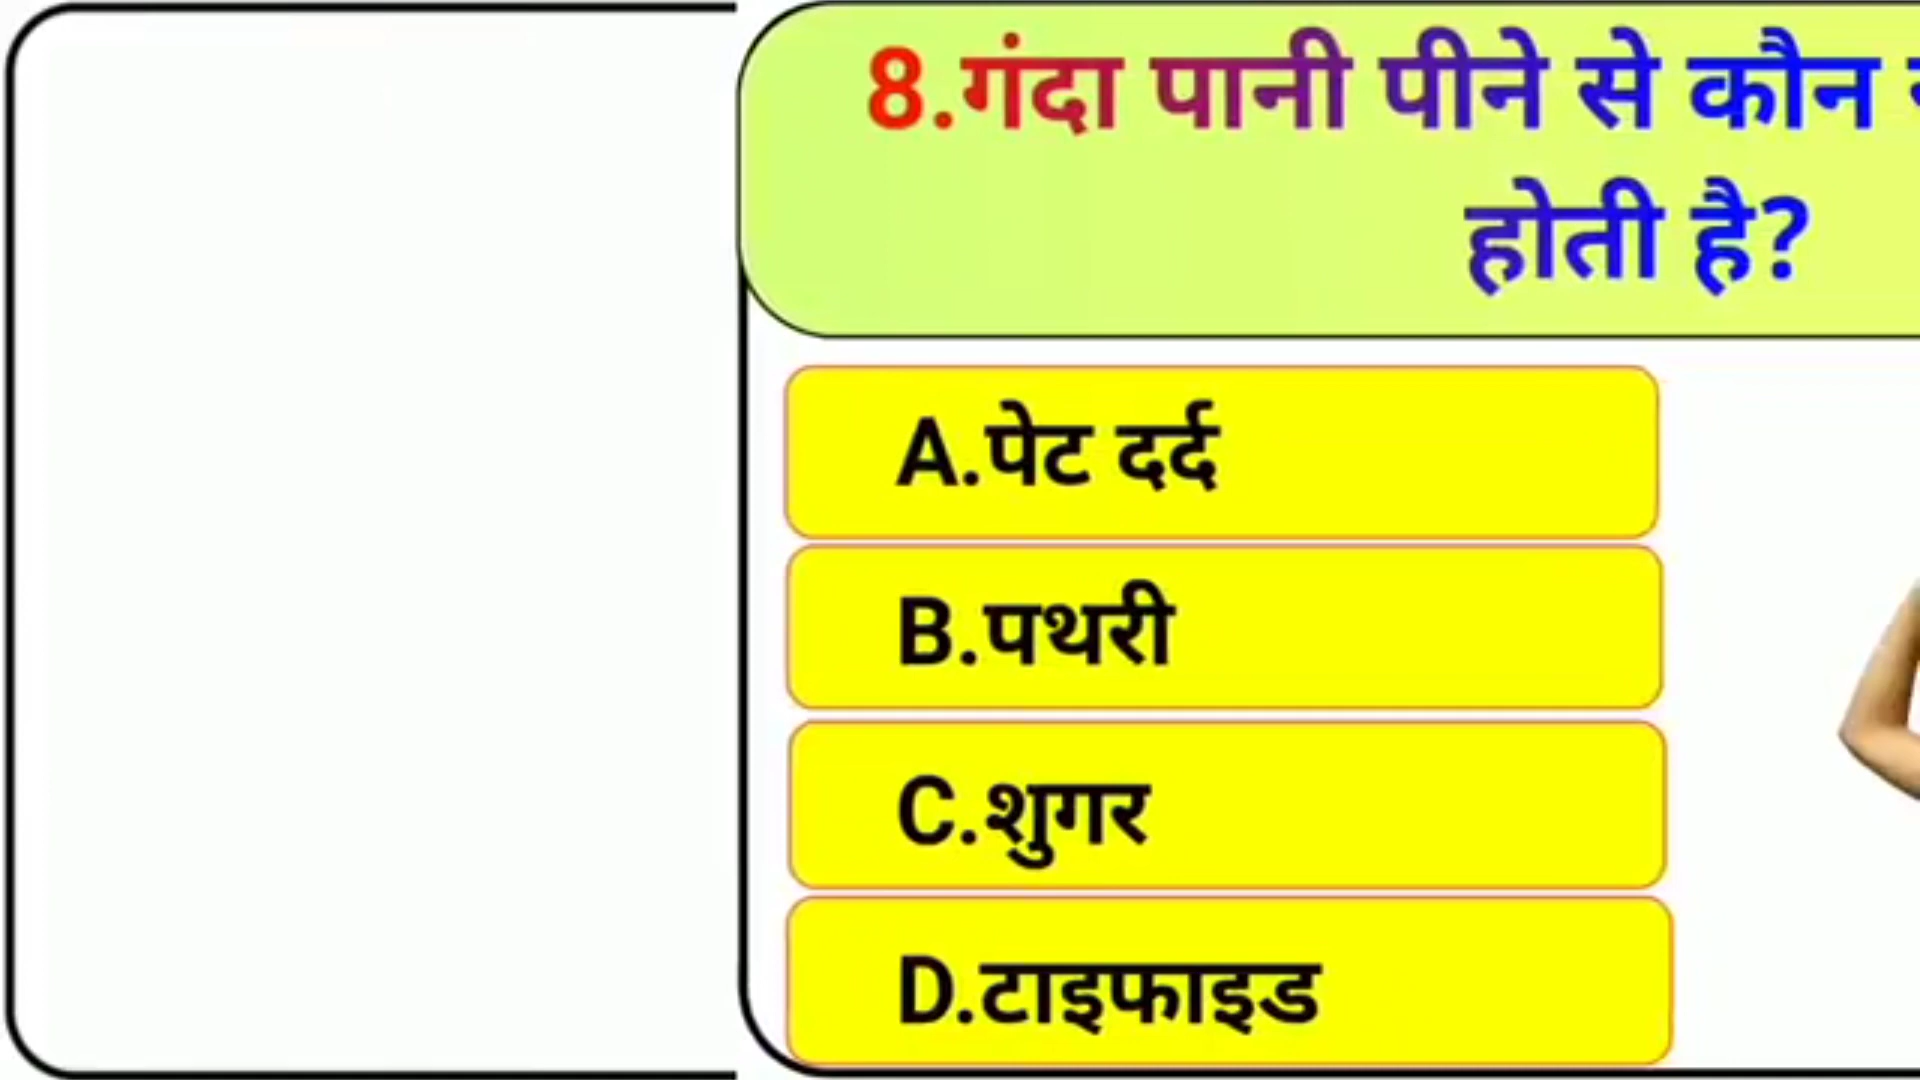 8.गंदा पानी पीने से कौन
होती है?
A.पेट दर्द
B.पथरी
C.शुगर
D.टाइफाइड